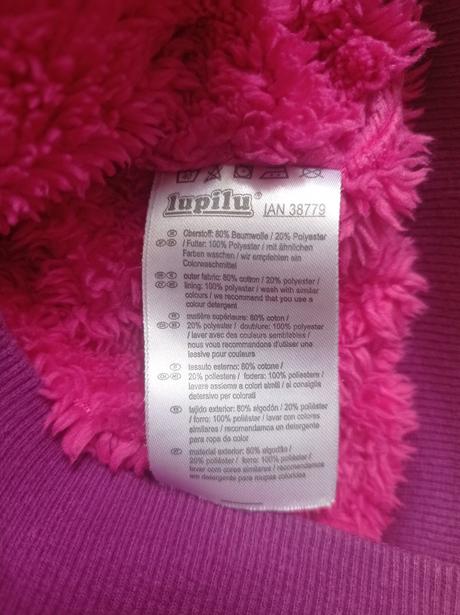 lupilu® IAN 38779
Oberstoff: 80% Baumwolle / 20% Polyester
/ Futter: 100% Polyester / mit ähnlichen
Farben waschen / wir empfehlen ein
Colorwaschmittel
outer fabric: 80% cotton / 20% polyester /
lining: 100% polyester / wash with similar
colours / we recommend that you use a
colour detergent
matière supérieure: 80% coton /
20% polyester / doublure: 100% polyester
/ laver avec des couleurs semblables /
nous vous recommandons d'utiliser une
lessive pour couleurs
tessuto esterno: 80% cotone /
20% poliestere / fodera: 100% poliestere /
lavare assieme a colori simili / si consiglia
detersivo per colorati
tejido exterior: 80% algodón / 20% poliéster
/ forro: 100% poliéster / lavar con colores
similares / recomendamos un detergente
para ropa de color
material exterior: 80% algodão /
20% poliéster / forro: 100% poliéster /
lavar com cores similares / recomendamos
um detergente para roupas coloridas